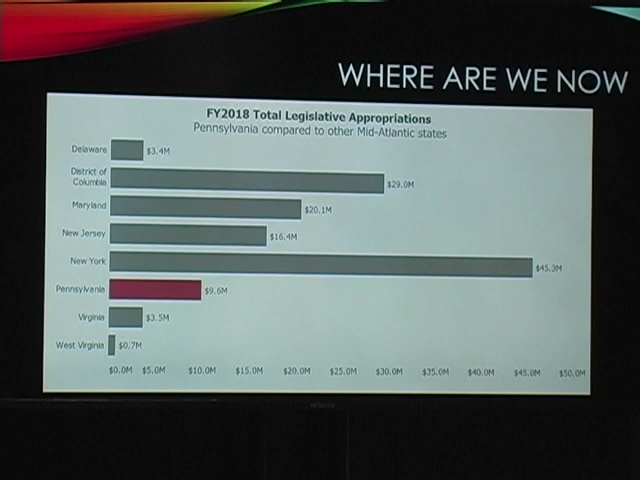 WHERE ARE WE NOW
FY2018 Total Legislative Appropriations
Pennsylvania compared to other Mid-Atlantic states
Delaware $3.4M
District of
Columbia $29.0M
Maryland $20.1M
New Jersey $16.4M
New York $45.3M
Pennsylvania $9.6M
Virginia $3.5M
West Virginia $0.7M
$0.0M $5.0M $10.0M $15.0M $20.0M $25.0M $30.0M $35.0M $40.0M $45.0M $50.0M